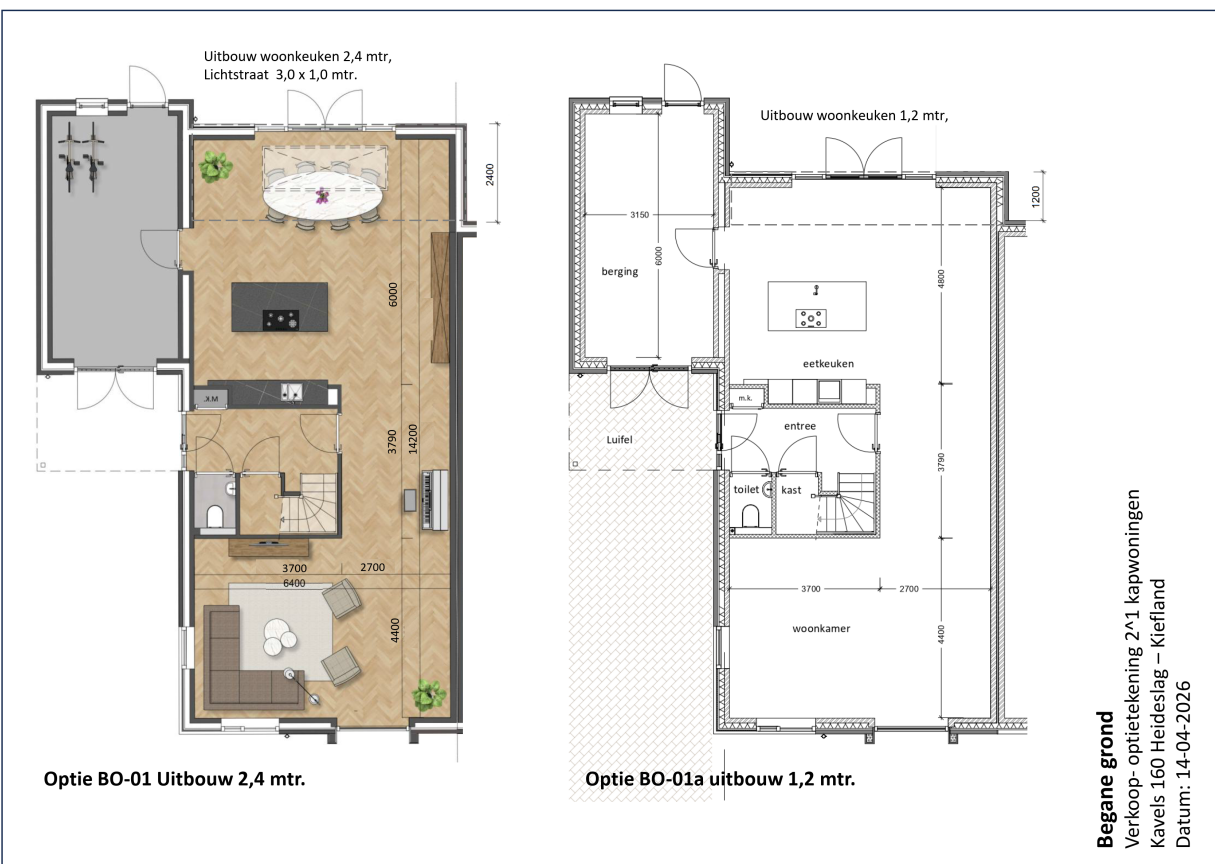 Uitbouw woonkeuken 2,4 mtr,
Lichtstraat 3,0 x 1,0 mtr.
2400
6000
M.K.
3790
14200
3700
2700
6400
4400
Optie BO-01 Uitbouw 2,4 mtr.
Uitbouw woonkeuken 1,2 mtr,
1200
3150
6000
berging
4800
eetkeuken
m.k.
entree
Luifel
3790
toilet
kast
3700
2700
woonkamer
4400
Optie BO-01a uitbouw 1,2 mtr.
Begane grond
Verkoop- optietekening 2^1 kapwoningen
Kavels 160 Heideslag – Kiefland
Datum: 14-04-2026